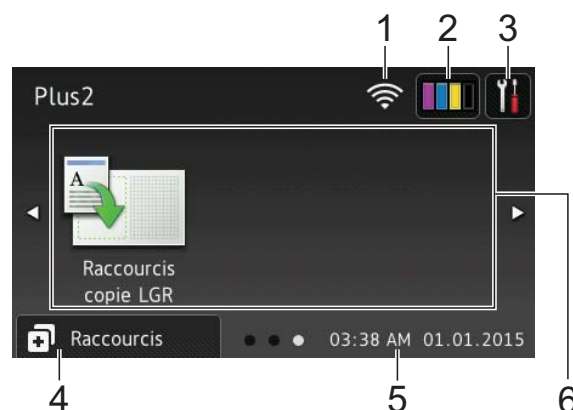 1 2 3
Plus2
A
Raccourcis
copie LGR
Raccourcis
03:38 AM 01.01.2015
4 5 6